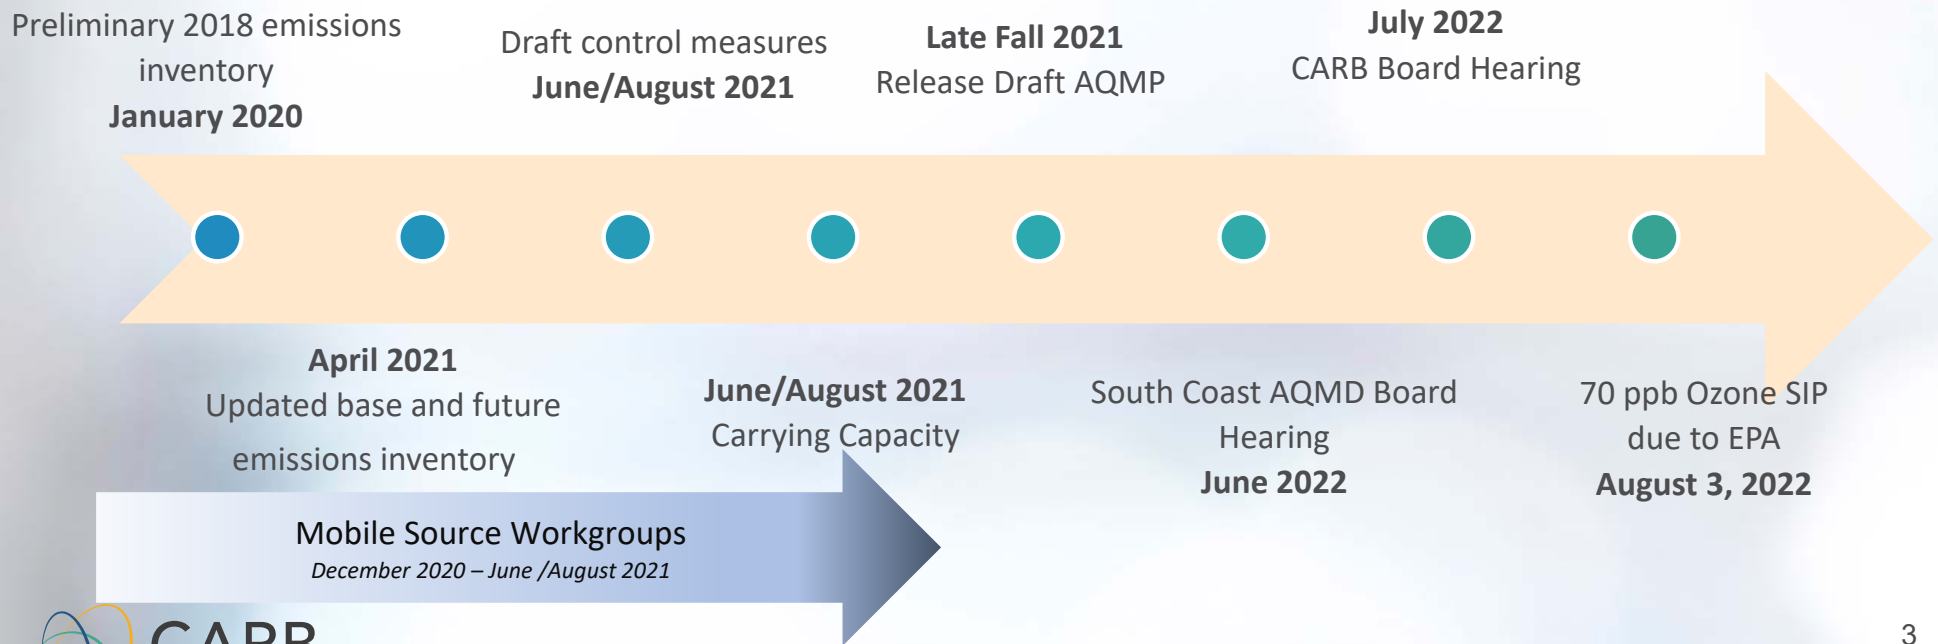 Preliminary 2018 emissions
inventory
January 2020
Draft control measures
June/August 2021
Late Fall 2021
Release Draft AQMP
July 2022
CARB Board Hearing
April 2021
Updated base and future
emissions inventory
June/August 2021
Carrying Capacity
South Coast AQMD Board
Hearing
June 2022
70 ppb Ozone SIP
due to EPA
August 3, 2022
Mobile Source Workgroups
December 2020 – June /August 2021
CARB
3